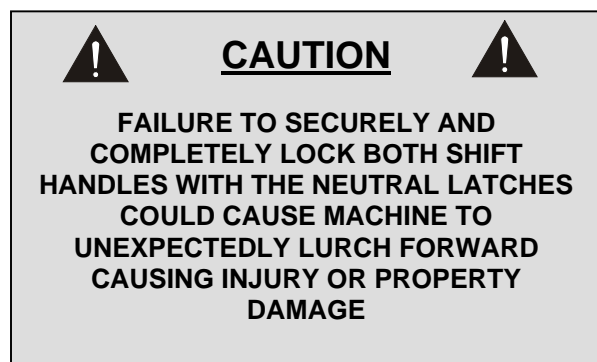 CAUTION
FAILURE TO SECURELY AND
COMPLETELY LOCK BOTH SHIFT
HANDLES WITH THE NEUTRAL LATCHES
COULD CAUSE MACHINE TO
UNEXPECTEDLY LURCH FORWARD
CAUSING INJURY OR PROPERTY
DAMAGE